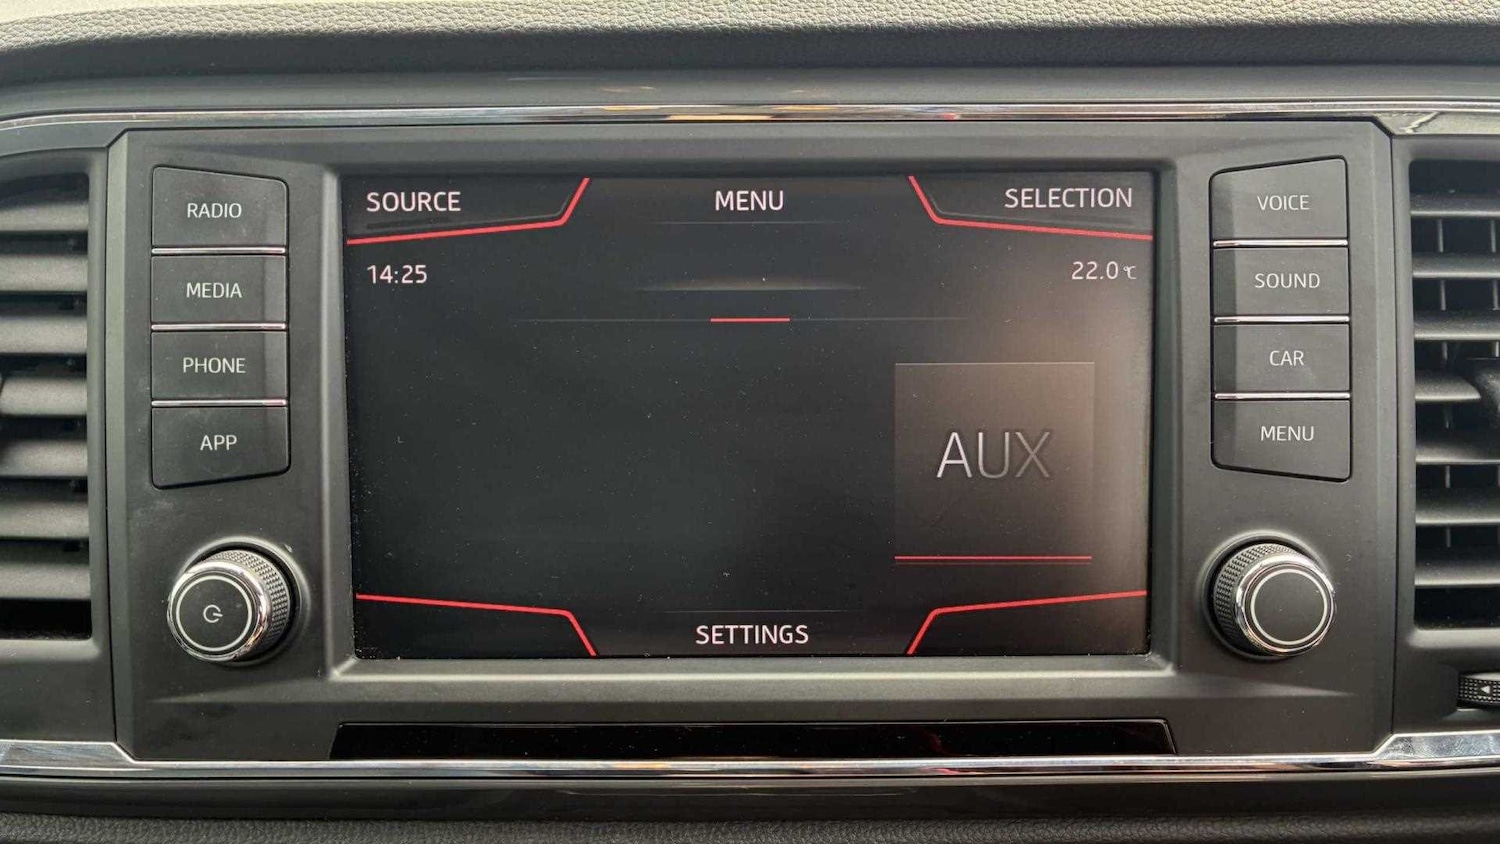 RADIO
MEDIA
PHONE
APP
SOURCE
MENU
SELECTION
14:25
22.0 ℃
AUX
SETTINGS
VOICE
SOUND
CAR
MENU